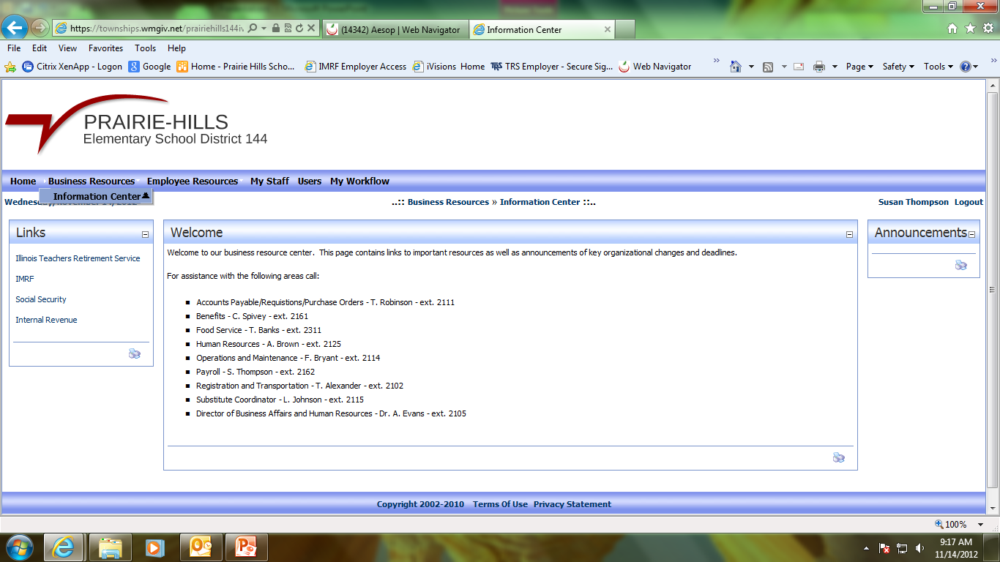 https://townships.wmgiv.net/prairiehills144iv
(14342) Aesop | Web Navigator
Information Center
File Edit View Favorites Tools Help
Citrix XenApp - Logon
Google
Home - Prairie Hills Scho...
IMRF Employer Access
iVisions Home
TRS Employer - Secure Sig...
Web Navigator
Page
Safety
Tools
PRAIRIE-HILLS
Elementary School District 144
Home Business Resources Employee Resources My Staff Users My Workflow
Information Center
Wednesday, November 14, 2012
..:: Business Resources » Information Center ::..
Susan Thompson Logout
Links
Illinois Teachers Retirement Service
IMRF
Social Security
Internal Revenue
Welcome
Welcome to our business resource center. This page contains links to important resources as well as announcements of key organizational changes and deadlines.
For assistance with the following areas call:
Accounts Payable/Requistions/Purchase Orders - T. Robinson - ext. 2111
Benefits - C. Spivey - ext. 2161
Food Service - T. Banks - ext. 2311
Human Resources - A. Brown - ext. 2125
Operations and Maintenance - F. Bryant - ext. 2114
Payroll - S. Thompson - ext. 2162
Registration and Transportation - T. Alexander - ext. 2102
Substitute Coordinator - L. Johnson - ext. 2115
Director of Business Affairs and Human Resources - Dr. A. Evans - ext. 2105
Announcements
Copyright 2002-2010 Terms Of Use Privacy Statement
100%
9:17 AM
11/14/2012